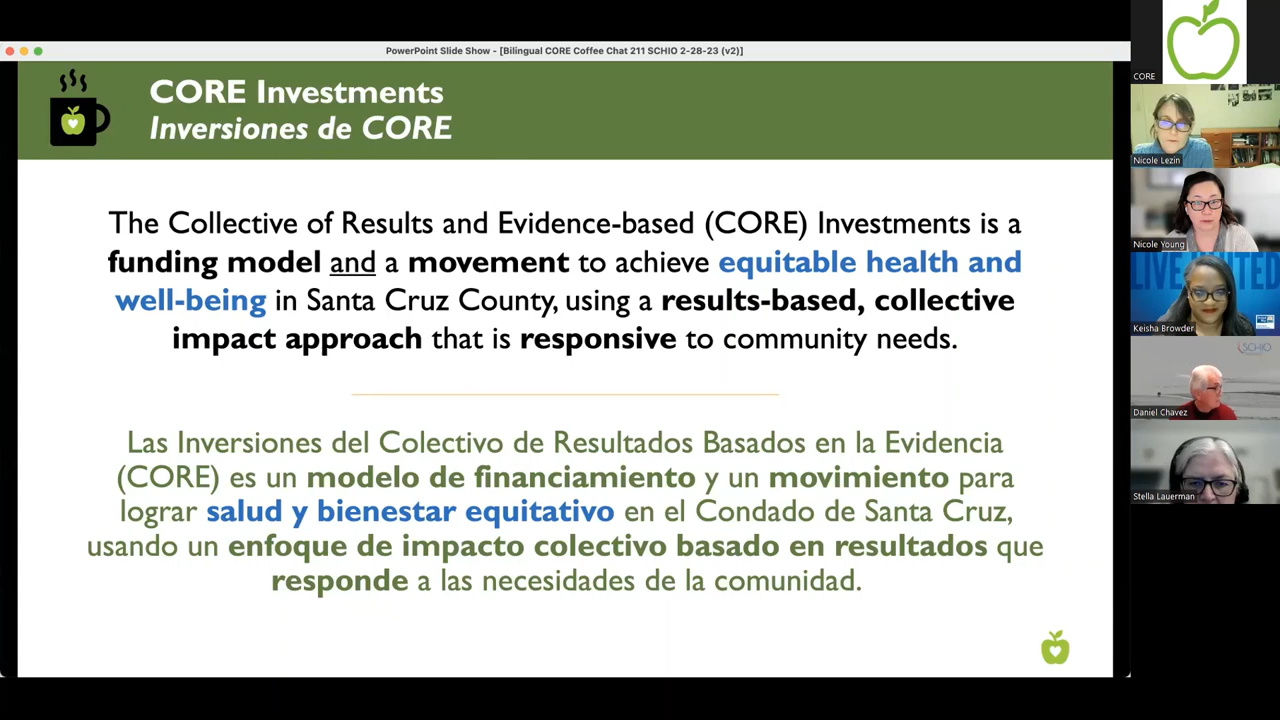 PowerPoint Slide Show - [Bilingual CORE Coffee Chat 211 SCHIO 2-28-23 (v2)]
CORE Investments
Inversiones de CORE
The Collective of Results and Evidence-based (CORE) Investments is a
funding model and a movement to achieve equitable health and
well-being in Santa Cruz County, using a results-based, collective
impact approach that is responsive to community needs.
Las Inversiones del Colectivo de Resultados Basados en la Evidencia
(CORE) es un modelo de financiamiento y un movimiento para
lograr salud y bienestar equitativo en el Condado de Santa Cruz,
usando un enfoque de impacto colectivo basado en resultados que
responde a las necesidades de la comunidad.
CORE
Nicole Lezin
Nicole Young
LIVE UNITED
Keisha Browder
SCHIO
Daniel Chavez
Stella Lauerman